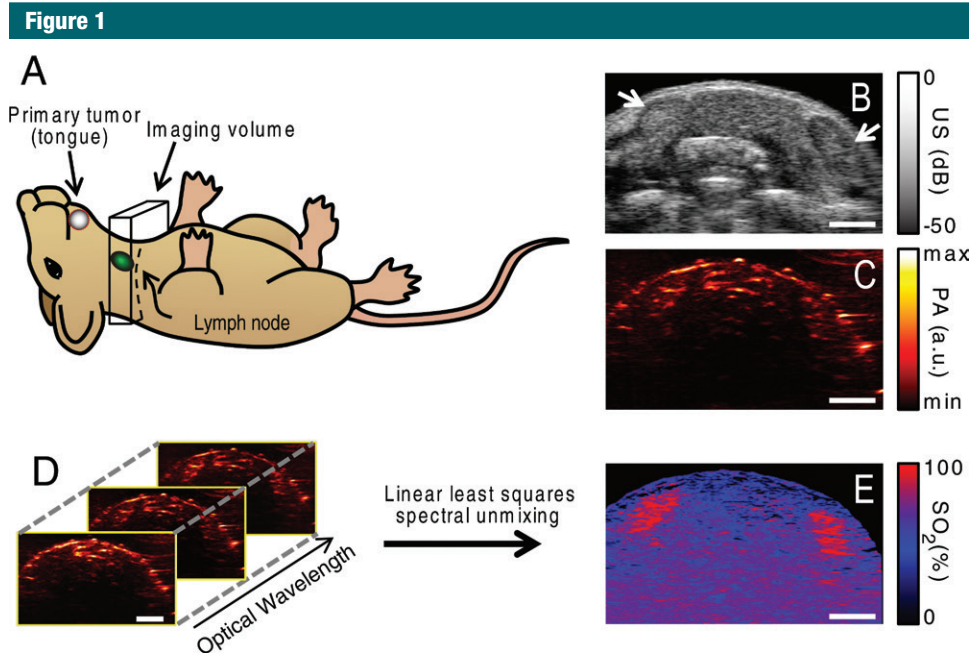 Figure 1
A
Primary tumor
(tongue)
Imaging volume
Lymph node
B
0
US (dB)
-50
C
max
PA (a.u.)
min
D
Optical Wavelength
Linear least squares
spectral unmixing
E
100
SO2(%)
0